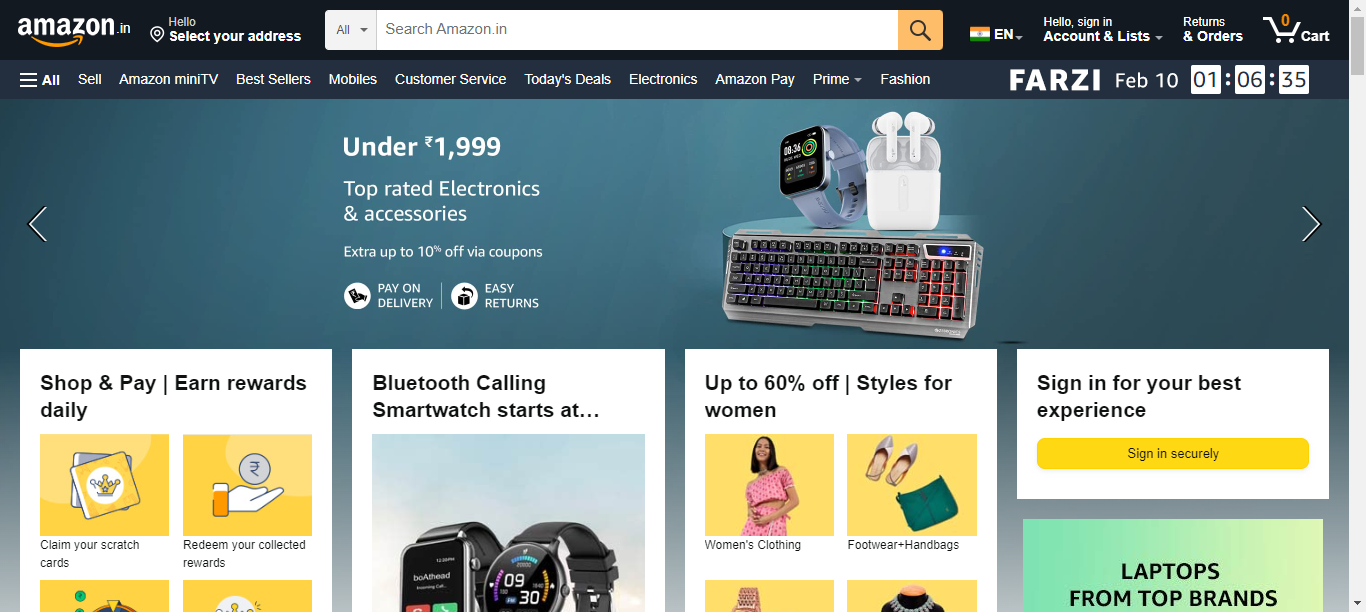 amazon.in
Hello
Select your address
All
Search Amazon.in
EN
Hello, sign in
Account & Lists
Returns
& Orders
0
Cart
All
Sell
Amazon miniTV
Best Sellers
Mobiles
Customer Service
Today's Deals
Electronics
Amazon Pay
Prime
Fashion
FARZI Feb 10 01:06:35
Under ₹1,999
Top rated Electronics
& accessories
Extra up to 10% off via coupons
PAY ON
DELIVERY
EASY
RETURNS
08:36
Shop & Pay | Earn rewards
daily
Claim your scratch
cards
Redeem your collected
rewards
Bluetooth Calling
Smartwatch starts at…
boAthead
Incoming Call...
09
30
Up to 60% off | Styles for
women
Women's Clothing
Footwear+Handbags
Sign in for your best
experience
Sign in securely
LAPTOPS
FROM TOP BRANDS